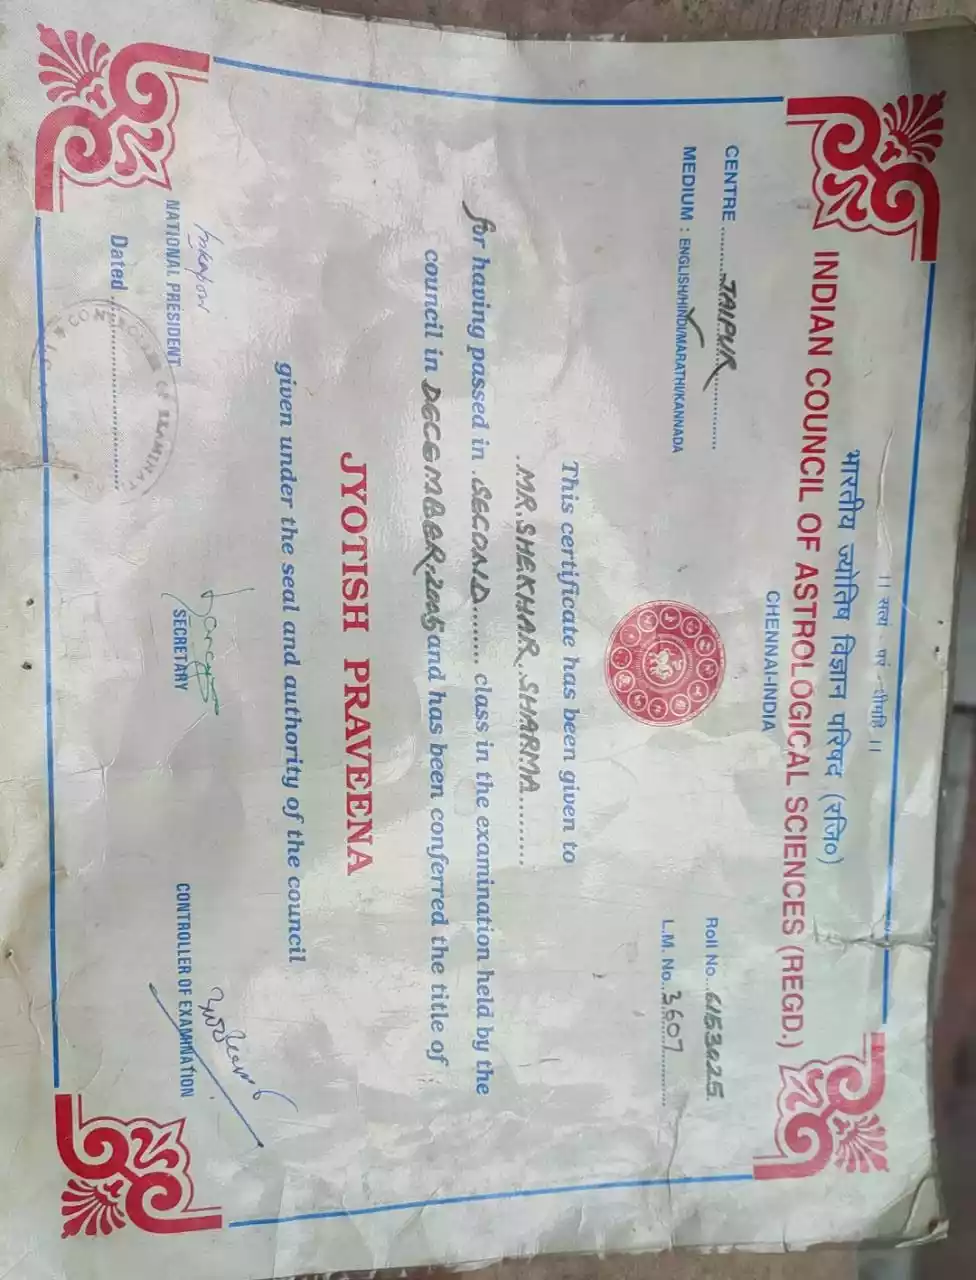 ।। सत्य परं धीमहि ।।
भारतीय ज्योतिष विज्ञान परिषद (रजि०)
INDIAN COUNCIL OF ASTROLOGICAL SCIENCES (REGD.)
CHENNAI-INDIA
CENTRE ........JAIPUR.............
Roll No...6153025
MEDIUM : ENGLISH/HINDI/MARATHI/KANNADA
L.M. No...3607.............
This certificate has been given to
.MR. SHEKHAR. SHARMA.........
for having passed in .SECOND....... class in the examination held by the
council in DECEMBER.2005 and has been conferred the title of
JYOTISH PRAVEENA
given under the seal and authority of the council
NATIONAL PRESIDENT
SECRETARY
CONTROLLER OF EXAMINATION
Dated ....................................